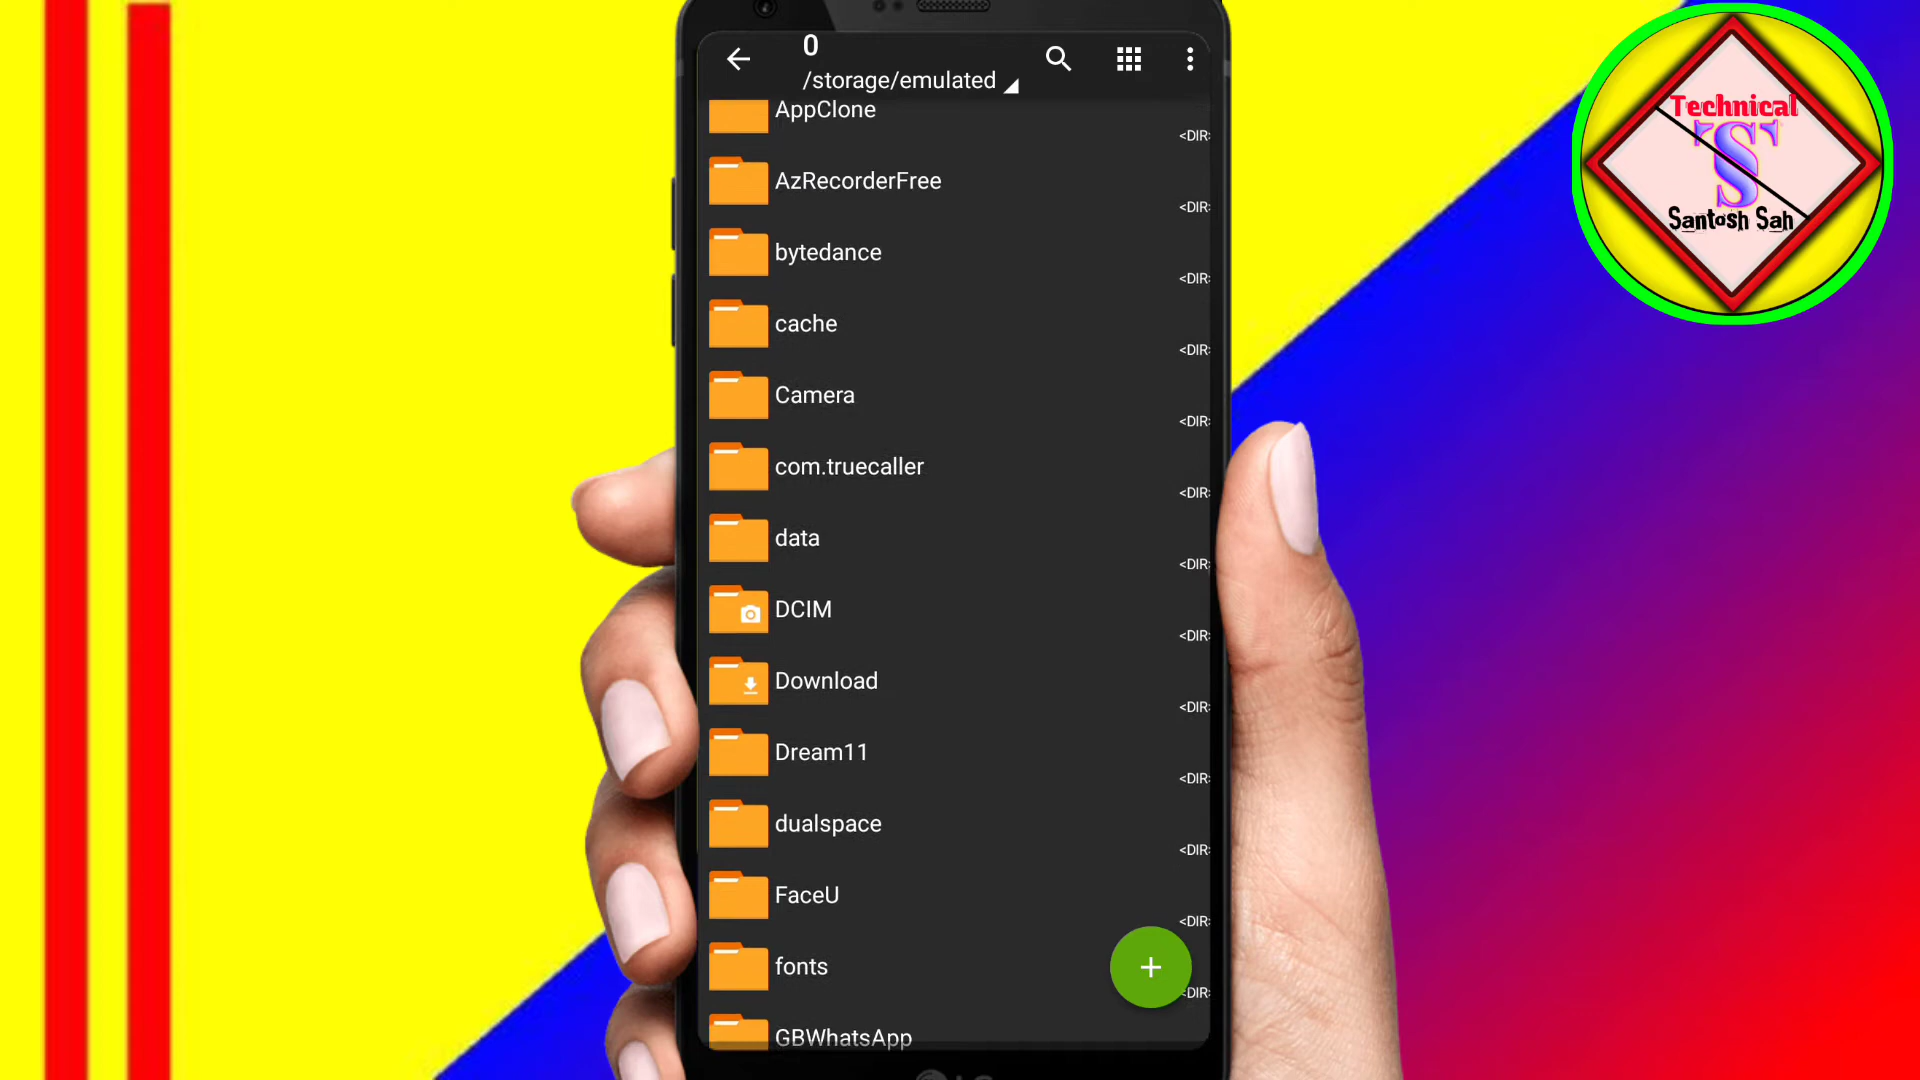 0
/storage/emulated
AppClone
<DIR>
AzRecorderFree
<DIR>
bytedance
<DIR>
cache
<DIR>
Camera
<DIR>
com.truecaller
<DIR>
data
<DIR>
DCIM
<DIR>
Download
<DIR>
Dream11
<DIR>
dualspace
<DIR>
FaceU
<DIR>
fonts
<DIR>
GBWhatsApp
Technical
TS
Santosh Sah